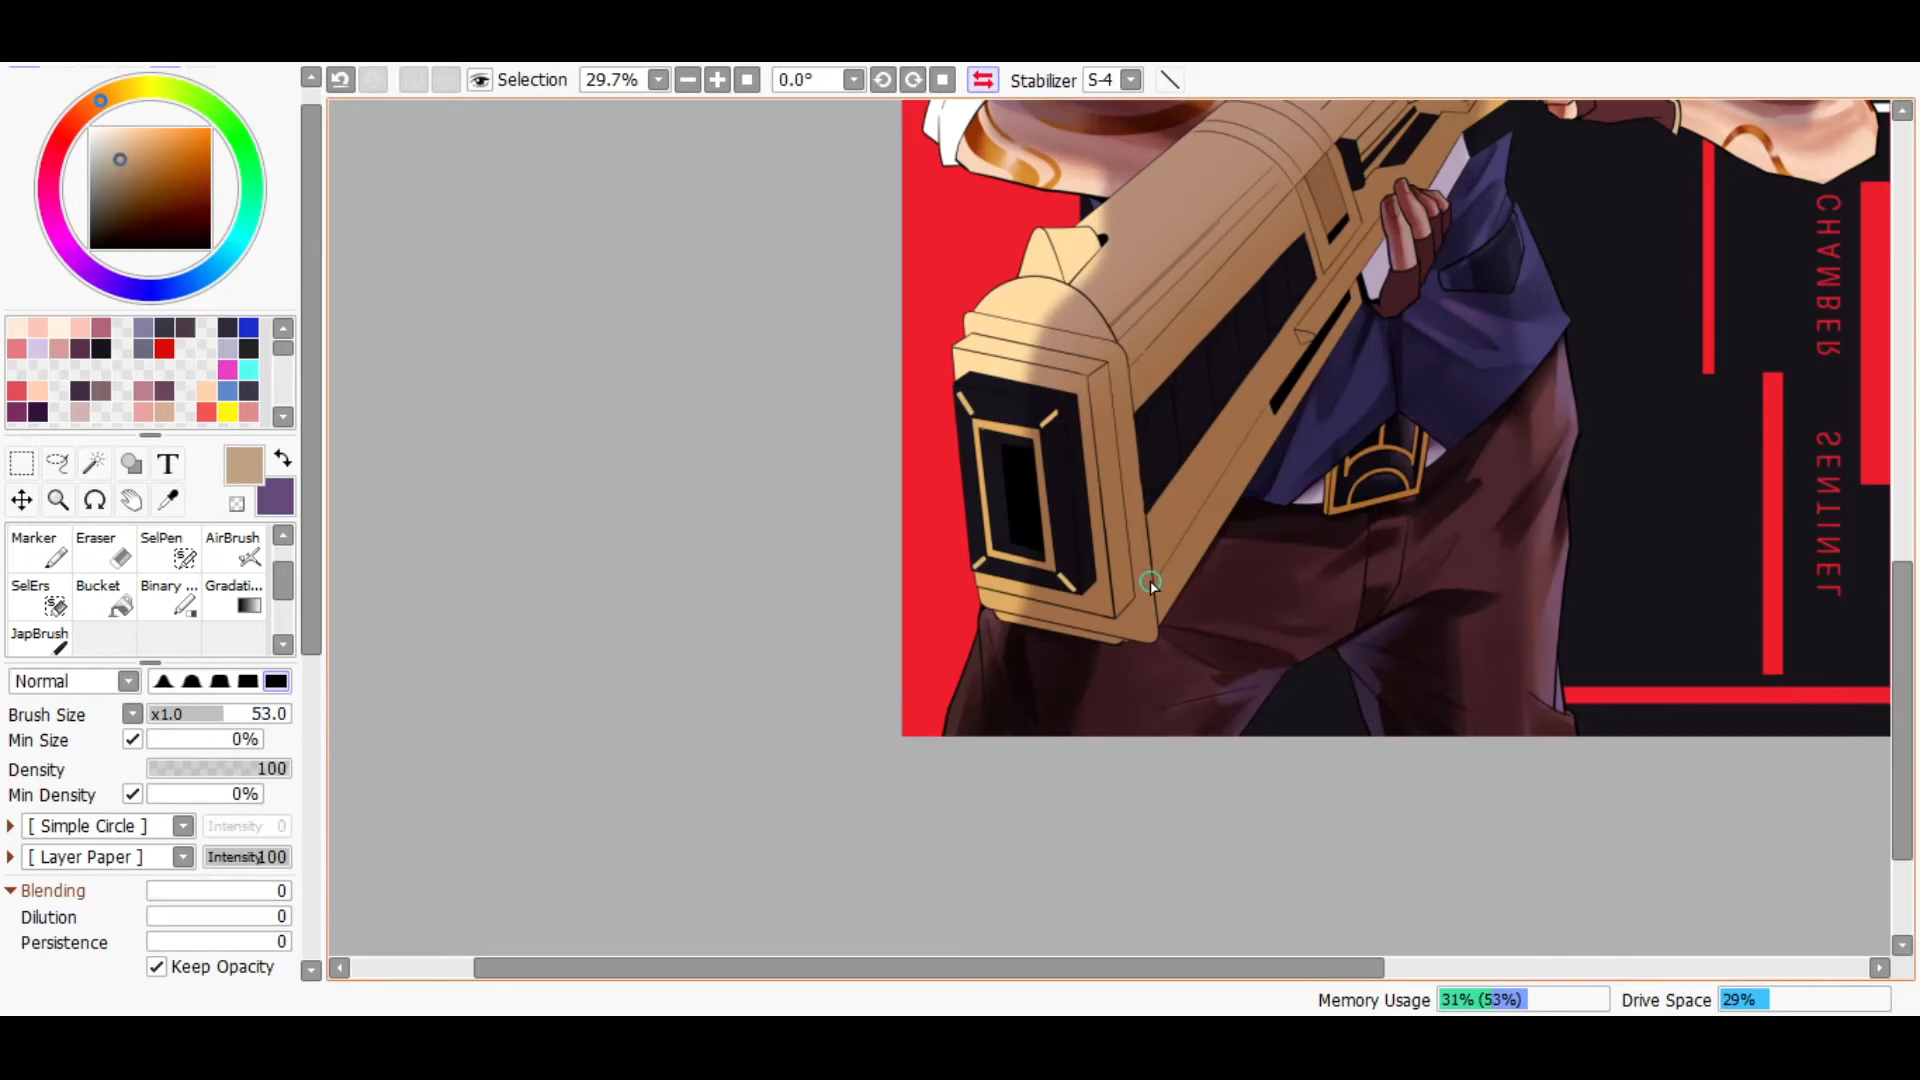 Selection 29.7% 0.0° Stabilizer S-4
T
Marker Eraser SelPen AirBrush
SelErs Bucket Binary ... Gradati...
JapBrush
Normal
Brush Size x1.0 53.0
Min Size 0%
Density 100
Min Density 0%
[ Simple Circle ] Intensity 0
[ Layer Paper ] Intensity 100
Blending 0
Dilution 0
Persistence 0
Keep Opacity
CHAMBER
SENTINEL
Memory Usage 31% (53%) Drive Space 29%